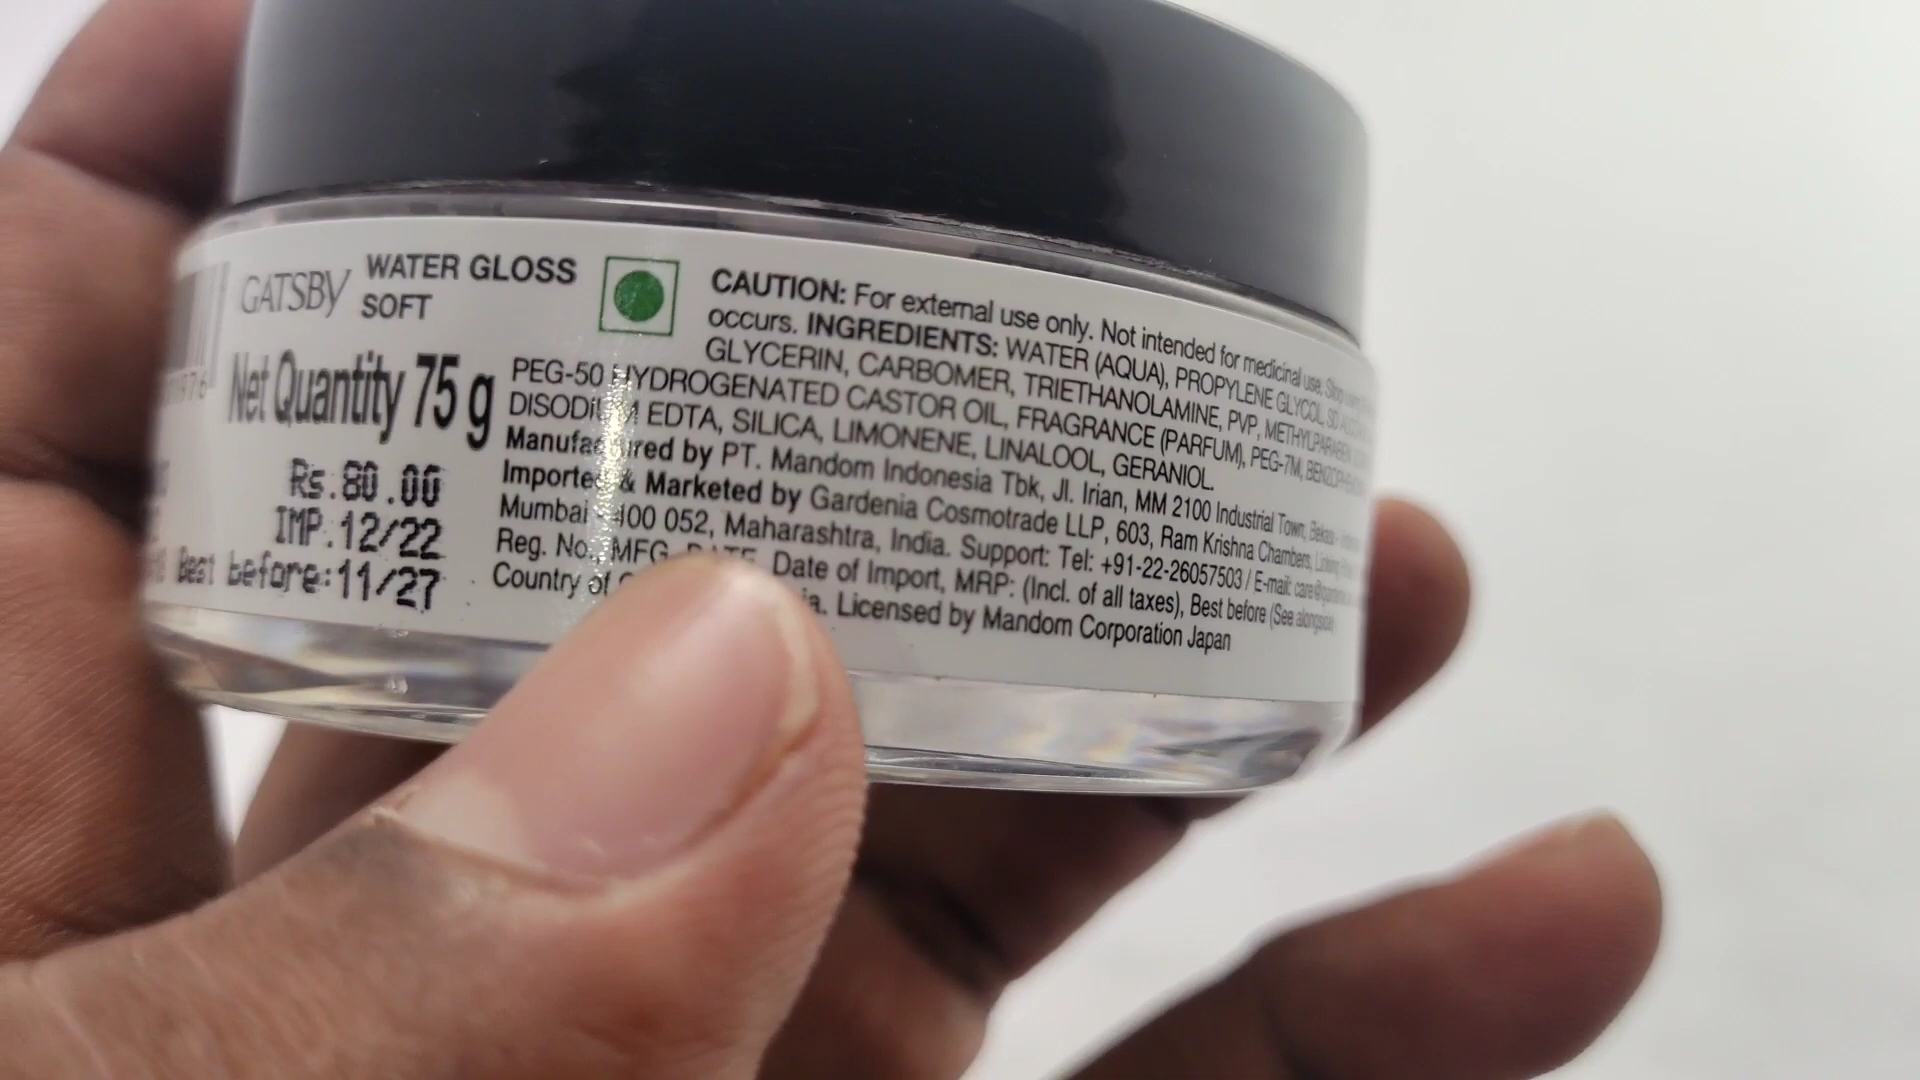 GATSBY WATER GLOSS
SOFT
Net Quantity 75 g
Rs.80.00
IMP.12/22
Best before:11/27
CAUTION: For external use only. Not intended for medicinal use. Stop
occurs. INGREDIENTS: WATER (AQUA), PROPYLENE GLYCOL, SD
GLYCERIN, CARBOMER, TRIETHANOLAMINE, PVP, METHYLPARABEN,
PEG-50 HYDROGENATED CASTOR OIL, FRAGRANCE (PARFUM), PEG-7M,
DISODIUM EDTA, SILICA, LIMONENE, LINALOOL, GERANIOL.
Manufactured by PT. Mandom Indonesia Tbk, Jl. Irian, MM 2100 Industrial Town,
Imported & Marketed by Gardenia Cosmotrade LLP, 603, Ram Krishna Chambers, Linking
Mumbai - 400 052, Maharashtra, India. Support: Tel: +91-22-26057503 / E-mail:
Reg. No., MFG. DATE, Date of Import, MRP: (Incl. of all taxes), Best before (See alongside)
Country of Licensed by Mandom Corporation Japan